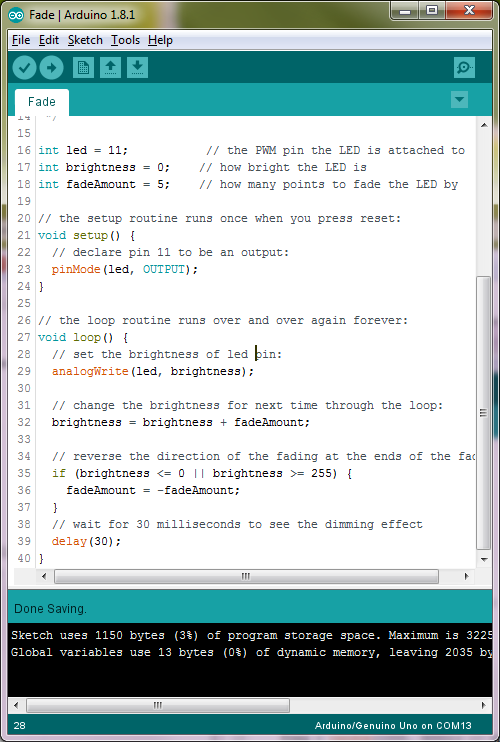 Fade | Arduino 1.8.1
File Edit Sketch Tools Help
Fade
14 */
15
16 int led = 11;           // the PWM pin the LED is attached to
17 int brightness = 0;    // how bright the LED is
18 int fadeAmount = 5;    // how many points to fade the LED by
19
20 // the setup routine runs once when you press reset:
21 void setup() {
22   // declare pin 11 to be an output:
23   pinMode(led, OUTPUT);
24 }
25
26 // the loop routine runs over and over again forever:
27 void loop() {
28   // set the brightness of led pin:
29   analogWrite(led, brightness);
30
31   // change the brightness for next time through the loop:
32   brightness = brightness + fadeAmount;
33
34   // reverse the direction of the fading at the ends of the fad
35   if (brightness <= 0 || brightness >= 255) {
36     fadeAmount = -fadeAmount;
37   }
38   // wait for 30 milliseconds to see the dimming effect
39   delay(30);
40 }
Done Saving.
Sketch uses 1150 bytes (3%) of program storage space. Maximum is 3225
Global variables use 13 bytes (0%) of dynamic memory, leaving 2035 by
28 Arduino/Genuino Uno on COM13